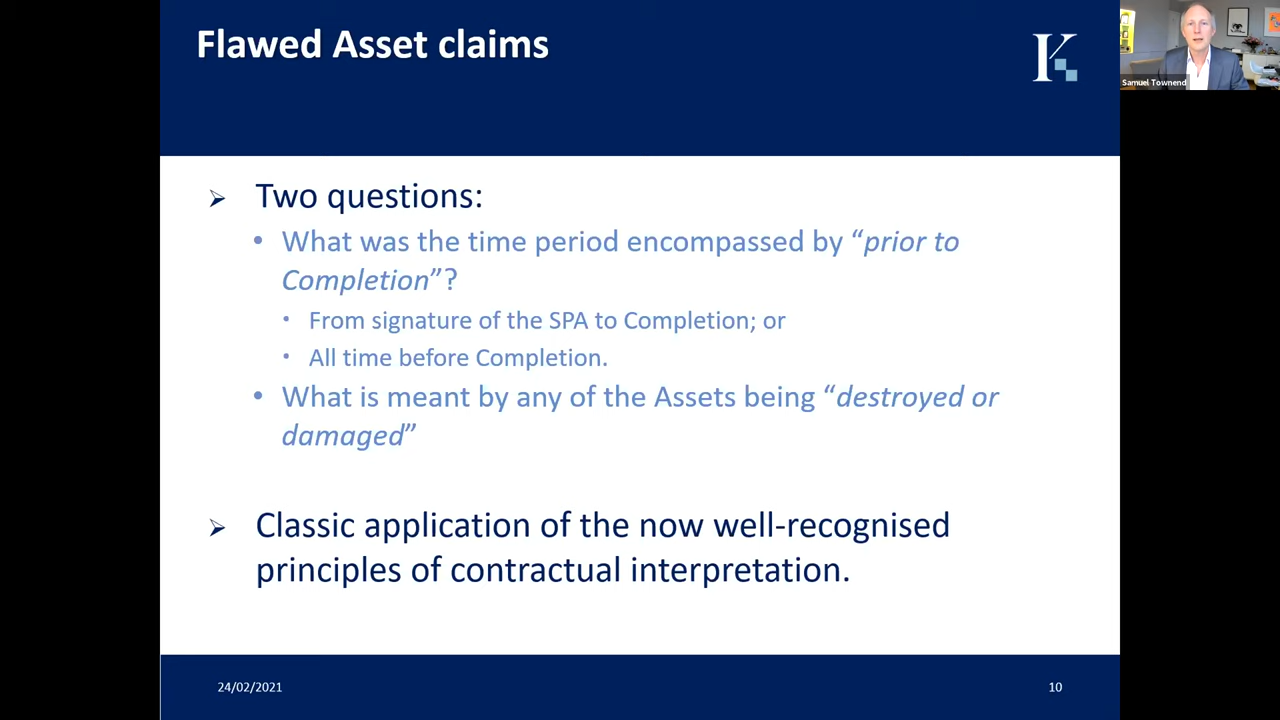 Flawed Asset claims
K
Samuel Townend
Two questions:
What was the time period encompassed by “prior to
Completion”?
From signature of the SPA to Completion; or
All time before Completion.
What is meant by any of the Assets being “destroyed or
damaged”
Classic application of the now well-recognised
principles of contractual interpretation.
24/02/2021
10